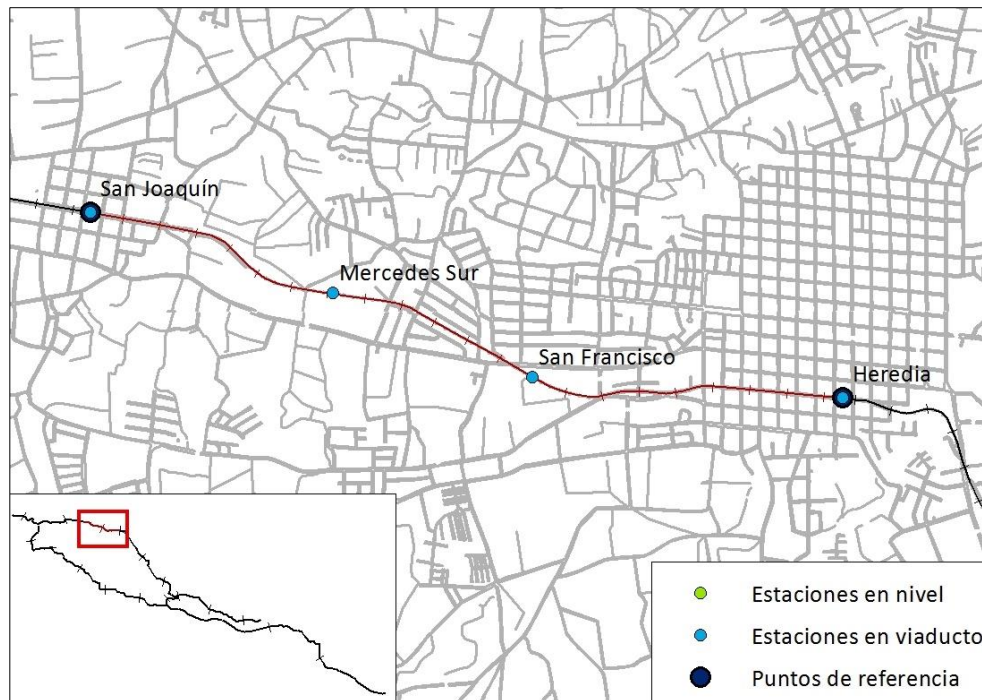 San Joaquín
Mercedes Sur
San Francisco
Heredia
Estaciones en nivel
Estaciones en viaducto
Puntos de referencia